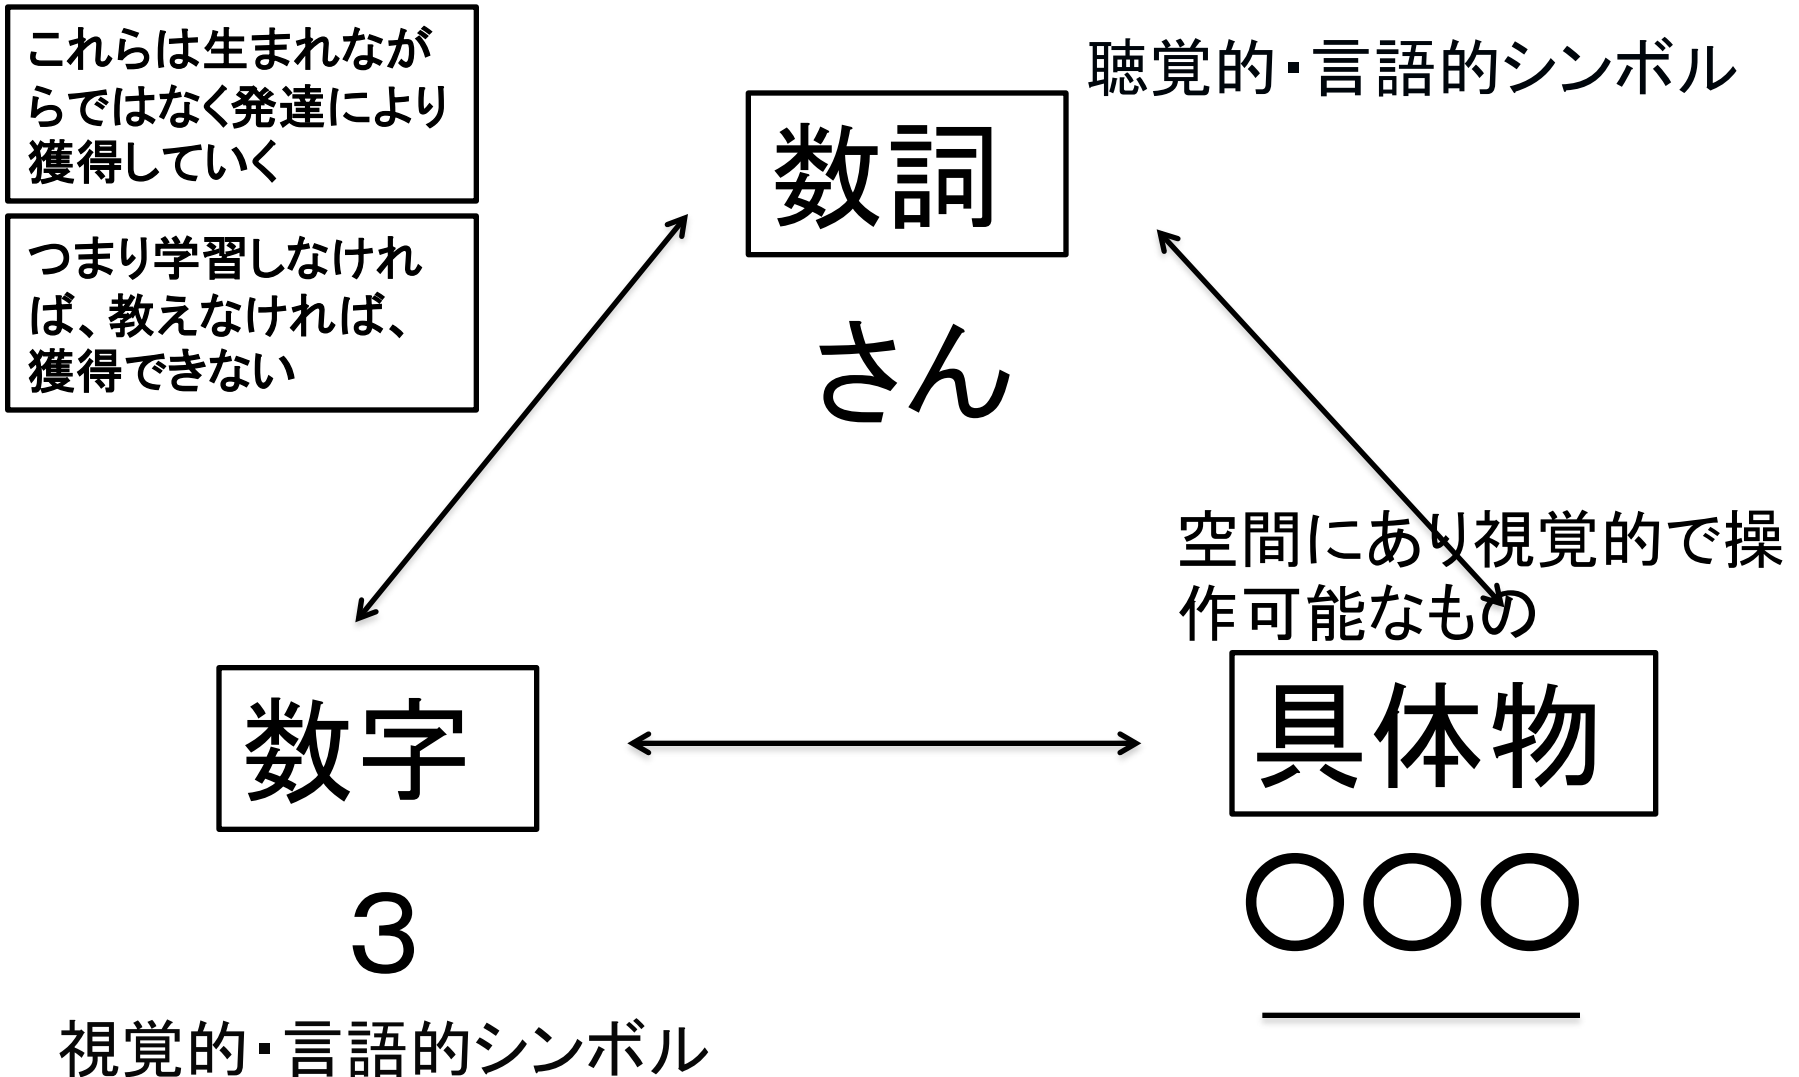 これらは生まれなが
らではなく発達により
獲得していく
つまり学習しなけれ
ば、教えなければ、
獲得できない
聴覚的・言語的シンボル
数詞
さん
空間にあり視覚的で操
作可能なもの
数字
具体物
３
○○○
視覚的・言語的シンボル